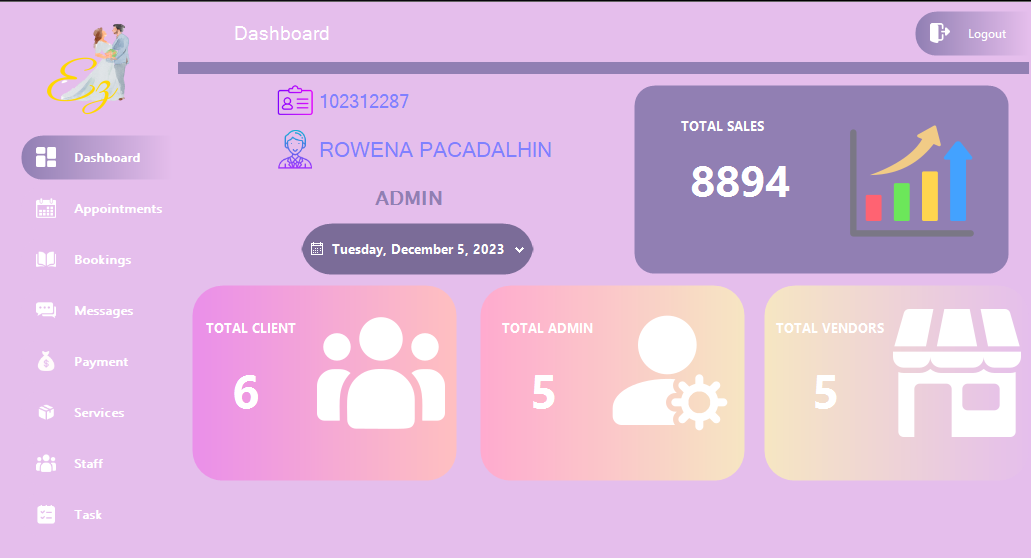 Dashboard
Logout
Ez
Dashboard
Appointments
Bookings
Messages
Payment
Services
Staff
Task
102312287
ROWENA PACADALHIN
ADMIN
Tuesday, December 5, 2023
TOTAL SALES
8894
TOTAL CLIENT
6
TOTAL ADMIN
5
TOTAL VENDORS
5